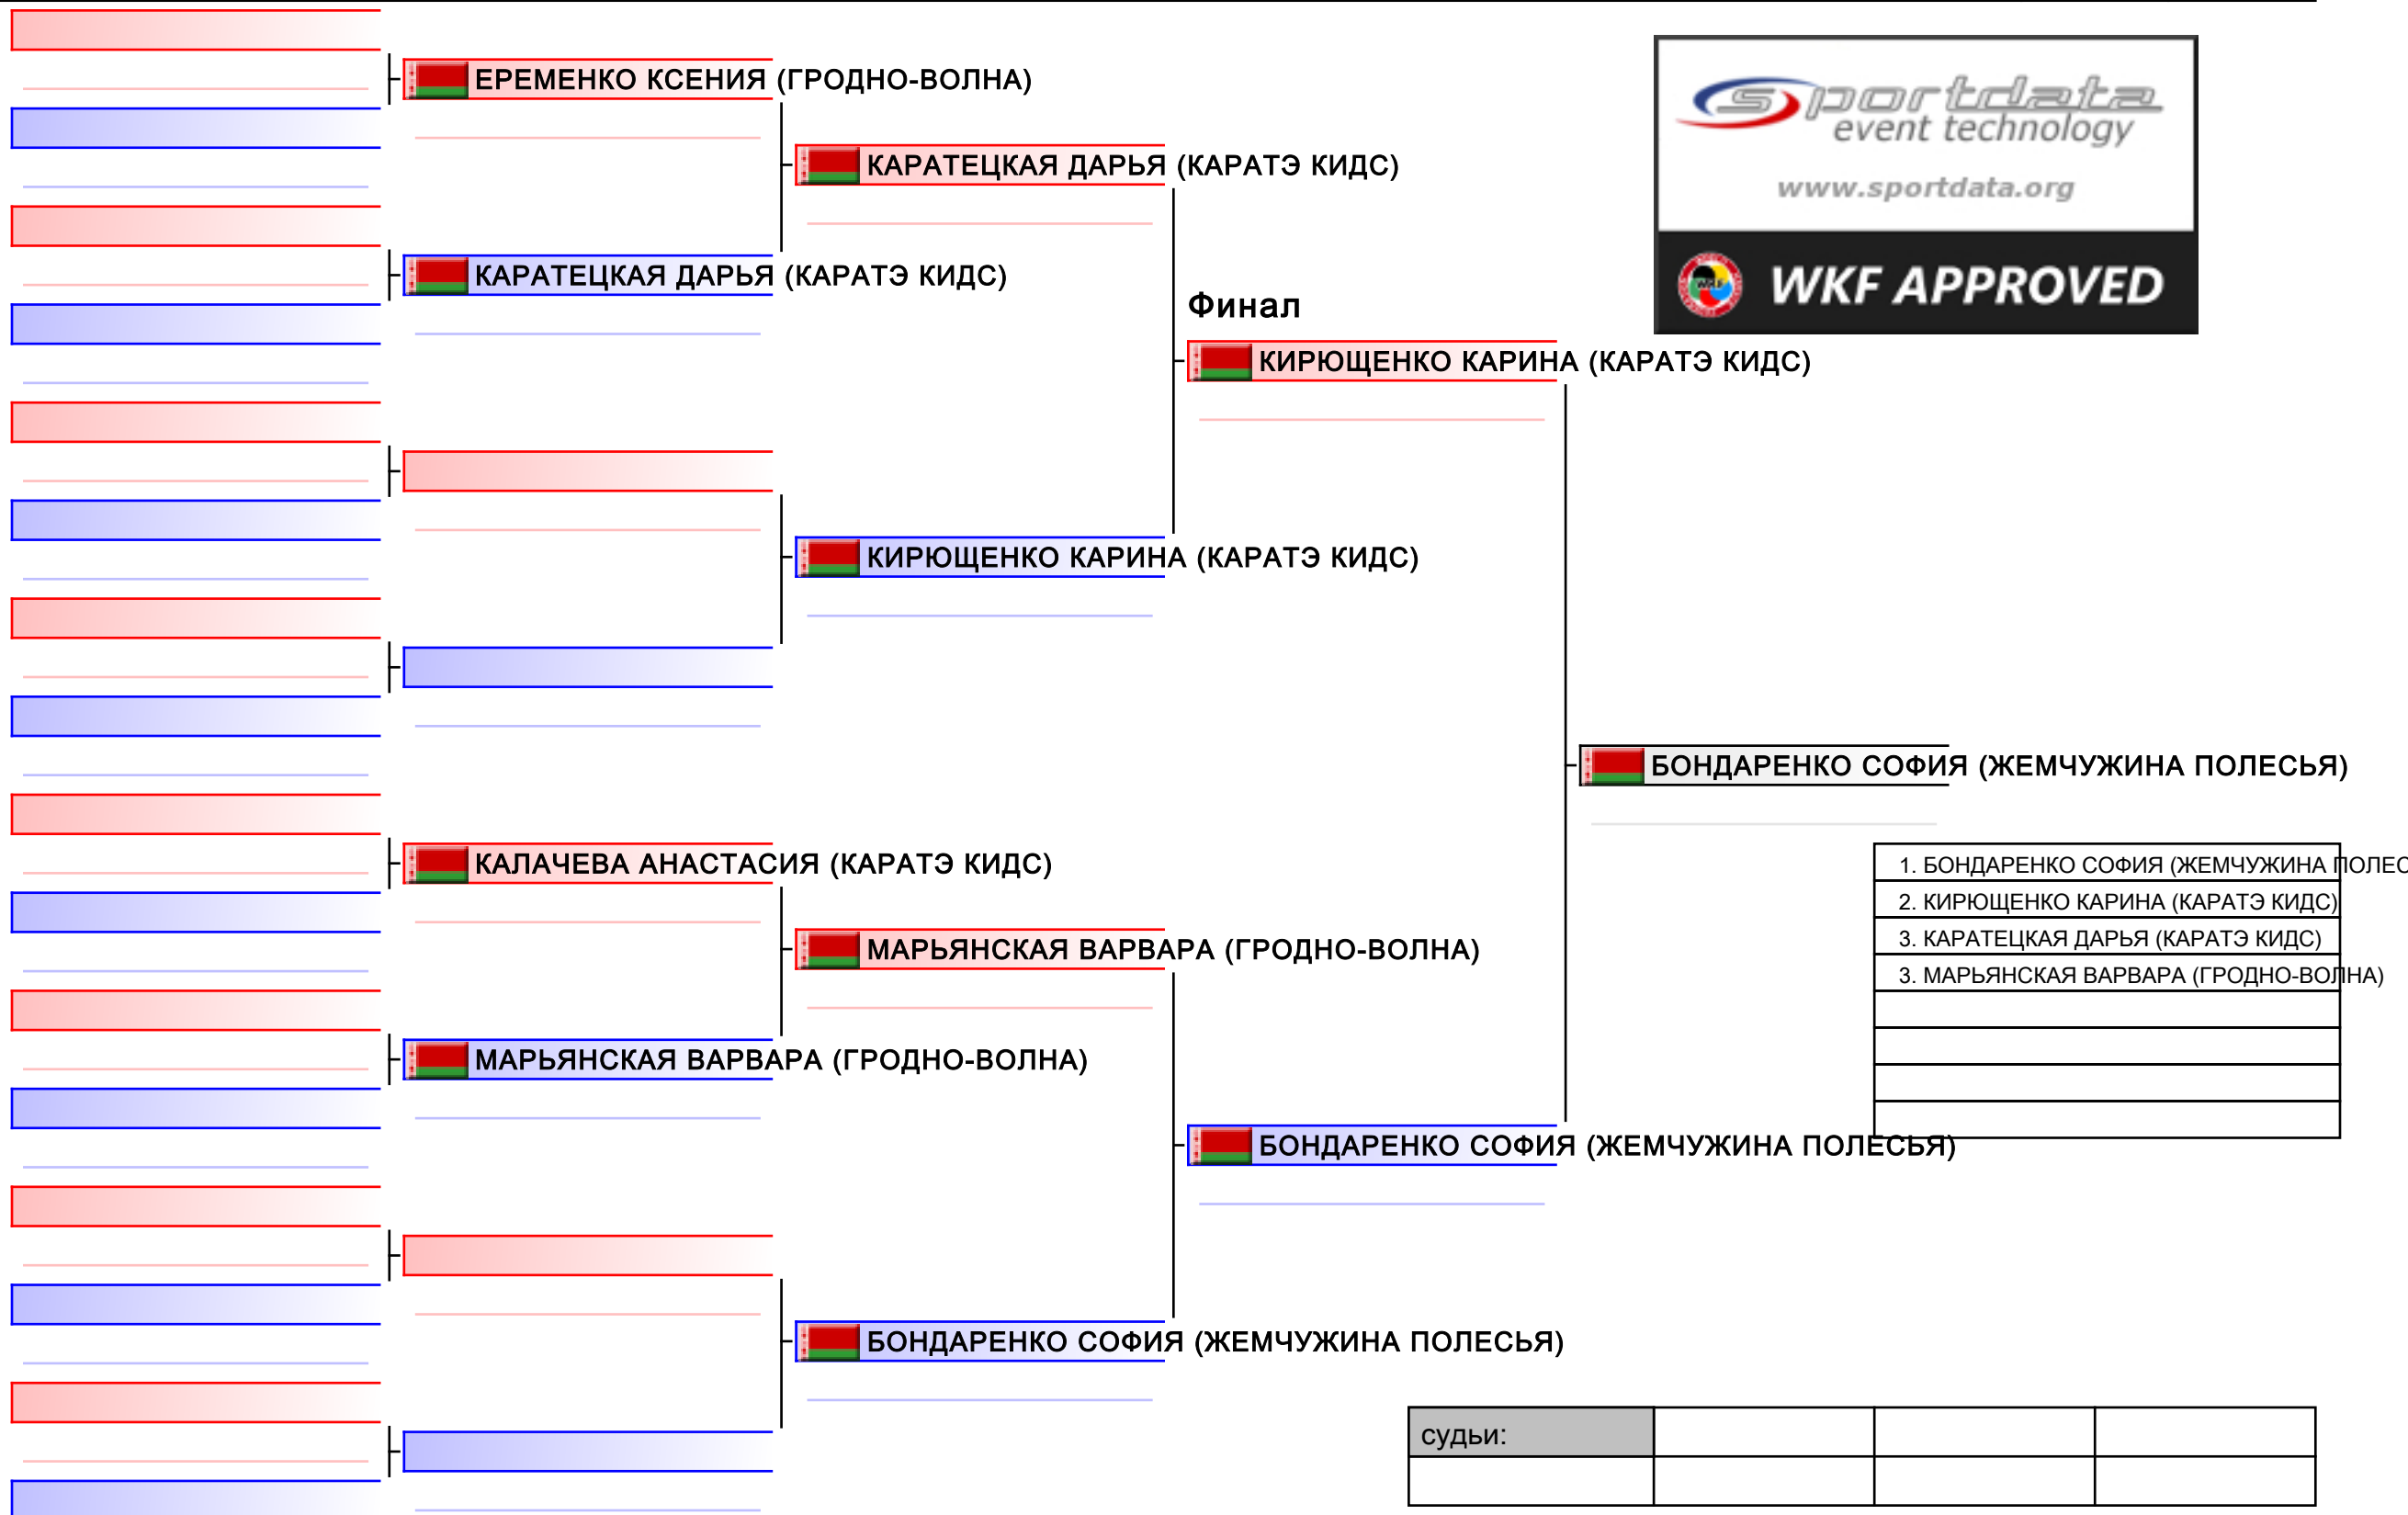 ЕРЕМЕНКО КСЕНИЯ (ГРОДНО-ВОЛНА)
КАРАТЕЦКАЯ ДАРЬЯ (КАРАТЭ КИДС)
КАРАТЕЦКАЯ ДАРЬЯ (КАРАТЭ КИДС)
Финал
КИРЮЩЕНКО КАРИНА (КАРАТЭ КИДС)
КИРЮЩЕНКО КАРИНА (КАРАТЭ КИДС)
sportdata
event technology
www.sportdata.org
WKF APPROVED
БОНДАРЕНКО СОФИЯ (ЖЕМЧУЖИНА ПОЛЕСЬЯ)
КАЛАЧЕВА АНАСТАСИЯ (КАРАТЭ КИДС)
МАРЬЯНСКАЯ ВАРВАРА (ГРОДНО-ВОЛНА)
МАРЬЯНСКАЯ ВАРВАРА (ГРОДНО-ВОЛНА)
БОНДАРЕНКО СОФИЯ (ЖЕМЧУЖИНА ПОЛЕСЬЯ)
БОНДАРЕНКО СОФИЯ (ЖЕМЧУЖИНА ПОЛЕСЬЯ)
1. БОНДАРЕНКО СОФИЯ (ЖЕМЧУЖИНА ПОЛЕС
2. КИРЮЩЕНКО КАРИНА (КАРАТЭ КИДС)
3. КАРАТЕЦКАЯ ДАРЬЯ (КАРАТЭ КИДС)
3. МАРЬЯНСКАЯ ВАРВАРА (ГРОДНО-ВОЛНА)
судьи: